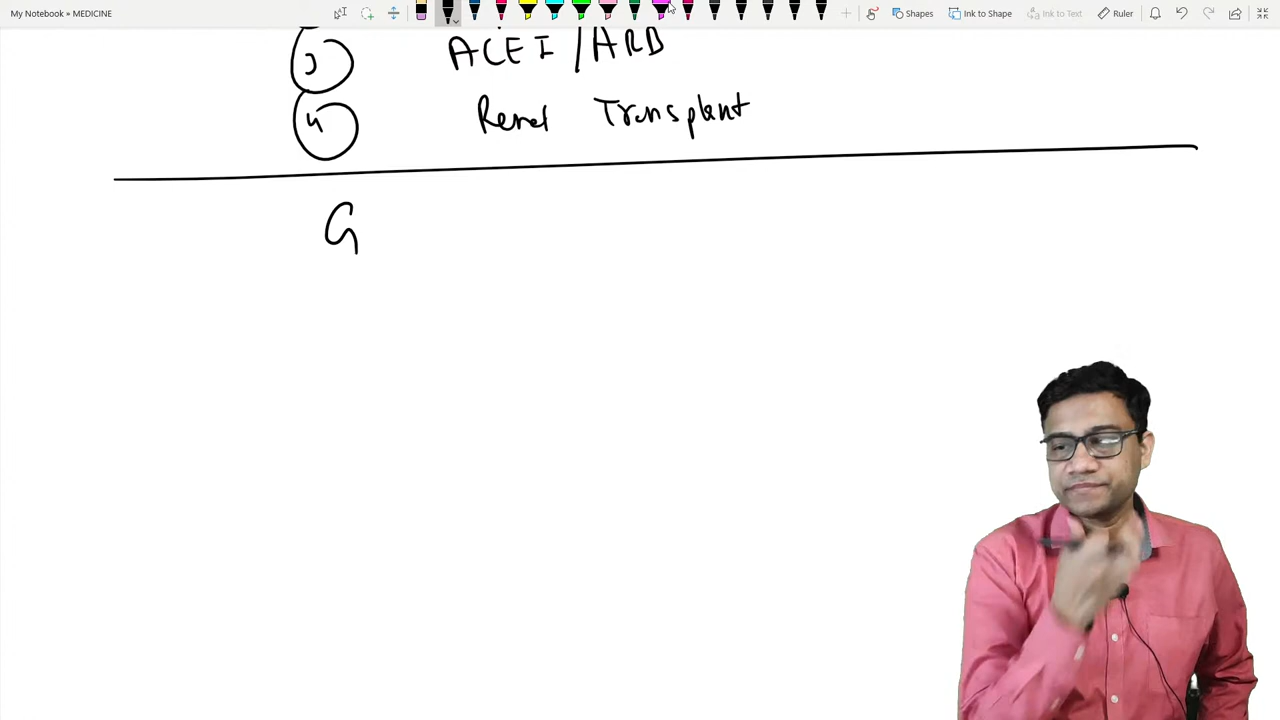 My Notebook » MEDICINE Shapes Ink to Shape Ink to Text Ruler
3 ACEI/ARB
4 Renal Transplant
G